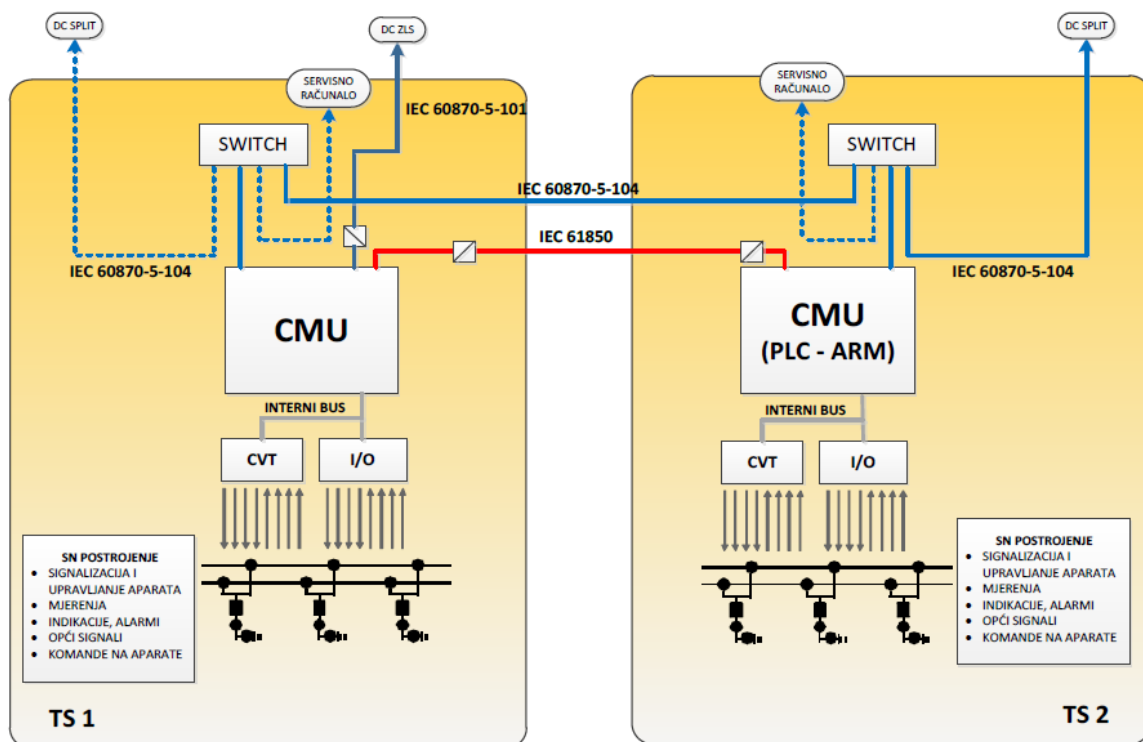 DC SPLIT
DC ZLS
DC SPLIT
SERVISNO
RAČUNALO
IEC 60870-5-101
SERVISNO
RAČUNALO
SWITCH
SWITCH
IEC 60870-5-104
IEC 61850
IEC 60870-5-104
IEC 60870-5-104
CMU
CMU
(PLC - ARM)
INTERNI BUS
INTERNI BUS
CVT
I/O
CVT
I/O
SN POSTROJENJE
• SIGNALIZACIJA I
UPRAVLJANJE APARATA
• MJERENJA
• INDIKACIJE, ALARMI
• OPĆI SIGNALI
• KOMANDE NA APARATE
SN POSTROJENJE
• SIGNALIZACIJA I
UPRAVLJANJE APARATA
• MJERENJA
• INDIKACIJE, ALARMI
• OPĆI SIGNALI
• KOMANDE NA APARATE
TS 1
TS 2